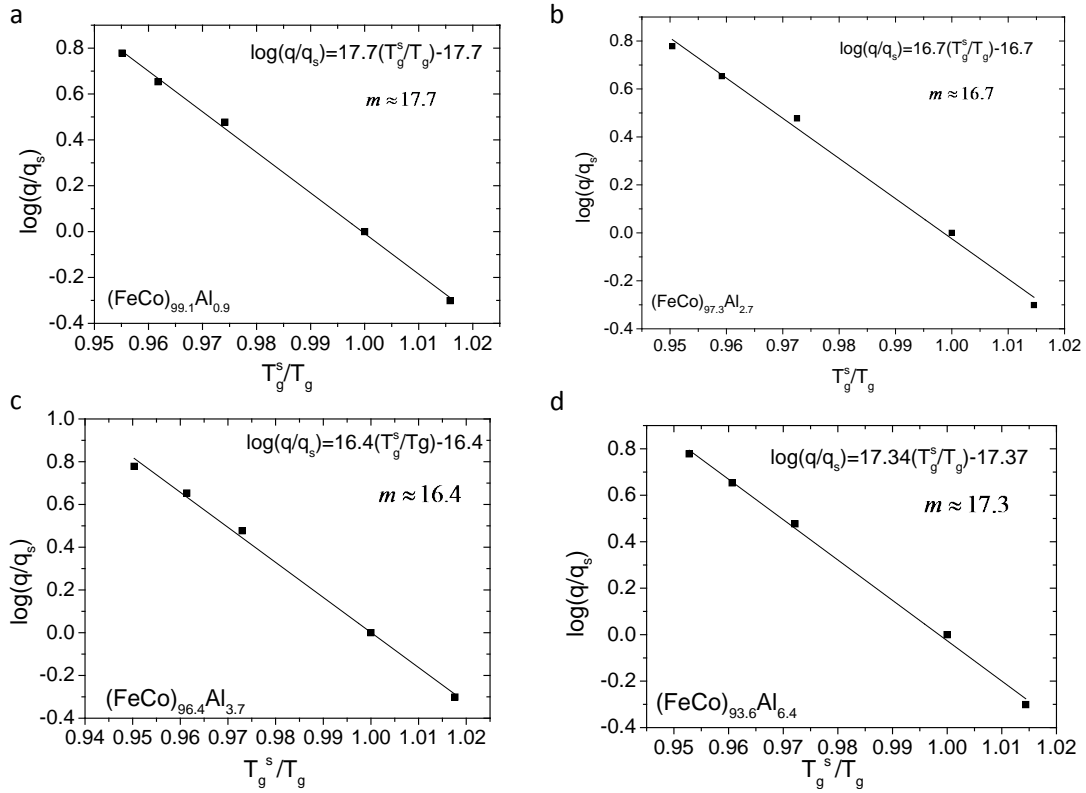 a
log(q/qₛ)=17.7(T_g^s/T_g)-17.7
m ≈ 17.7
(FeCo)₉₉.₁Al₀.₉
log(q/qₛ)
0.8
0.6
0.4
0.2
0.0
-0.2
-0.4
0.95 0.96 0.97 0.98 0.99 1.00 1.01 1.02
T_g^s/T_g
b
log(q/qₛ)=16.7(T_g^s/T_g)-16.7
m ≈ 16.7
(FeCo)₉₇.₃Al₂.₇
log(q/qₛ)
0.8
0.6
0.4
0.2
0.0
-0.2
-0.4
0.95 0.96 0.97 0.98 0.99 1.00 1.01 1.02
T_g^s/T_g
c
log(q/qₛ)=16.4(T_g^s/Tg)-16.4
m ≈ 16.4
(FeCo)₉₆.₄Al₃.₇
log(q/qₛ)
1.0
0.8
0.6
0.4
0.2
0.0
-0.2
-0.4
0.94 0.95 0.96 0.97 0.98 0.99 1.00 1.01 1.02
T_g^s/T_g
d
log(q/qₛ)=17.34(T_g^s/T_g)-17.37
m ≈ 17.3
(FeCo)₉₃.₆Al₆.₄
log(q/qₛ)
0.8
0.6
0.4
0.2
0.0
-0.2
-0.4
0.95 0.96 0.97 0.98 0.99 1.00 1.01 1.02
T_g^s/T_g